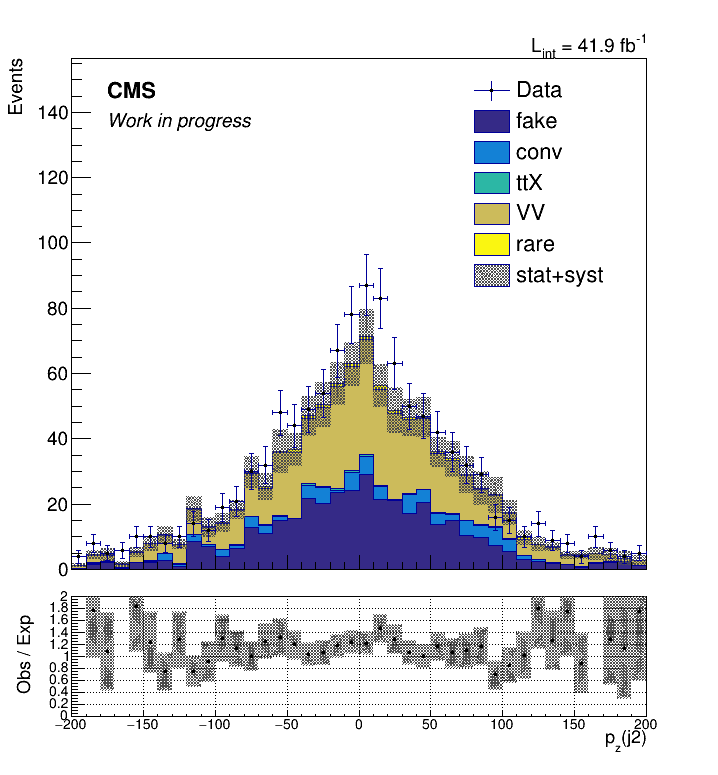 L_int = 41.9 fb^-1
Events
CMS
Work in progress
Data
fake
conv
ttX
VV
rare
stat+syst
140
120
100
80
60
40
20
0
Obs / Exp
2
1.8
1.6
1.4
1.2
1
0.8
0.6
0.4
0.2
0
−200 −150 −100 −50 0 50 100 150 200
p_z(j2)